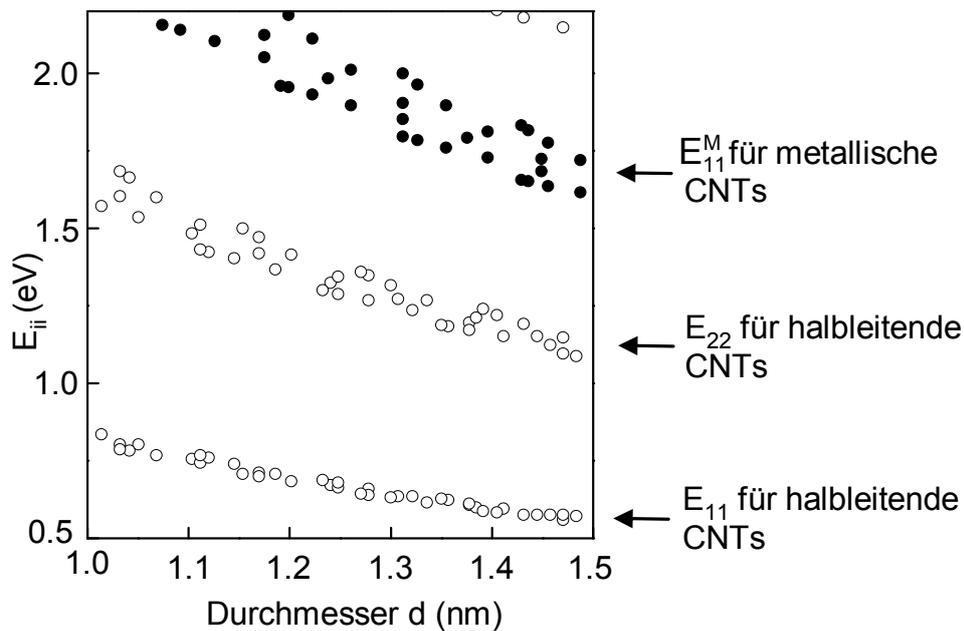 2.0
1.5
1.0
0.5
E_ii (eV)
1.0 1.1 1.2 1.3 1.4 1.5
Durchmesser d (nm)
E^M_11 für metallische
CNTs
E_22 für halbleitende
CNTs
E_11 für halbleitende
CNTs